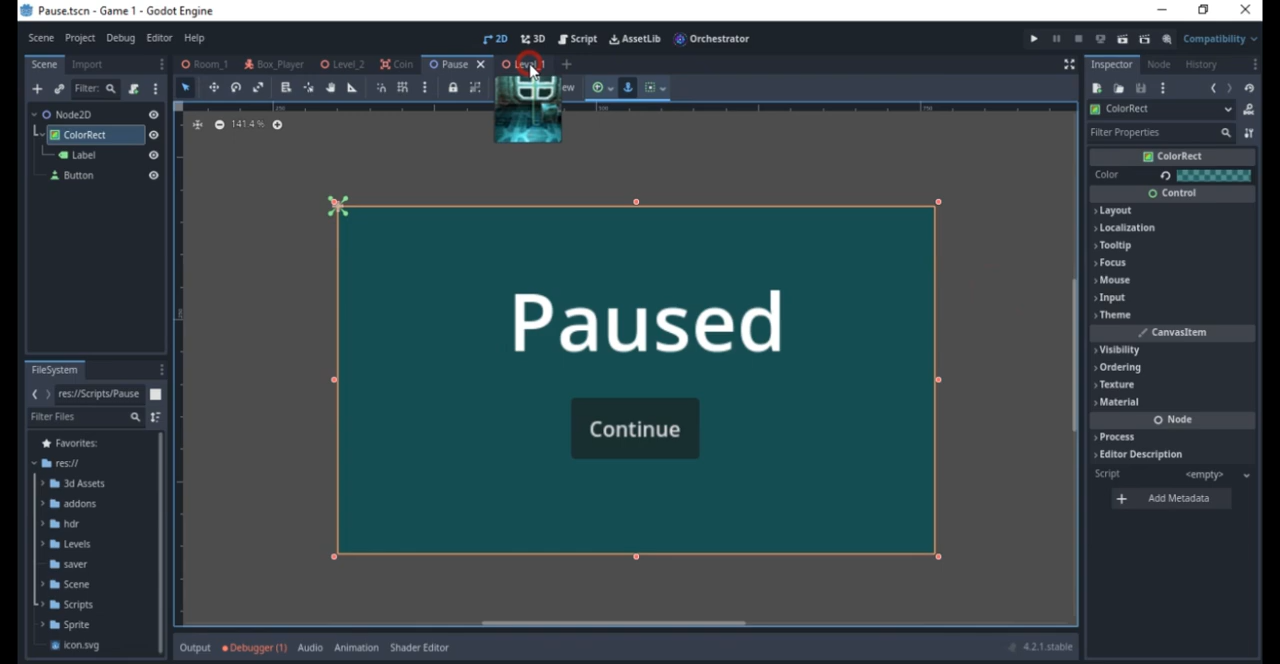 Pause.tscn - Game 1 - Godot Engine
Scene Project Debug Editor Help
2D 3D Script AssetLib Orchestrator
Compatibility
Scene Import
Room_1 Box_Player Level_2 Coin Pause
Inspector Node History
Filter:
Node2D
ColorRect
Label
Button
141.4 %
ColorRect
Filter Properties
ColorRect
Color
Control
Layout
Localization
Tooltip
Focus
Mouse
Input
Theme
CanvasItem
Visibility
Ordering
Texture
Material
Node
Process
Editor Description
Script <empty>
Add Metadata
Paused
Continue
FileSystem
res://Scripts/Pause
Filter Files
Favorites:
res://
3d Assets
addons
hdr
Levels
saver
Scene
Scripts
Sprite
icon.svg
Output Debugger (1) Audio Animation Shader Editor
4.2.1.stable